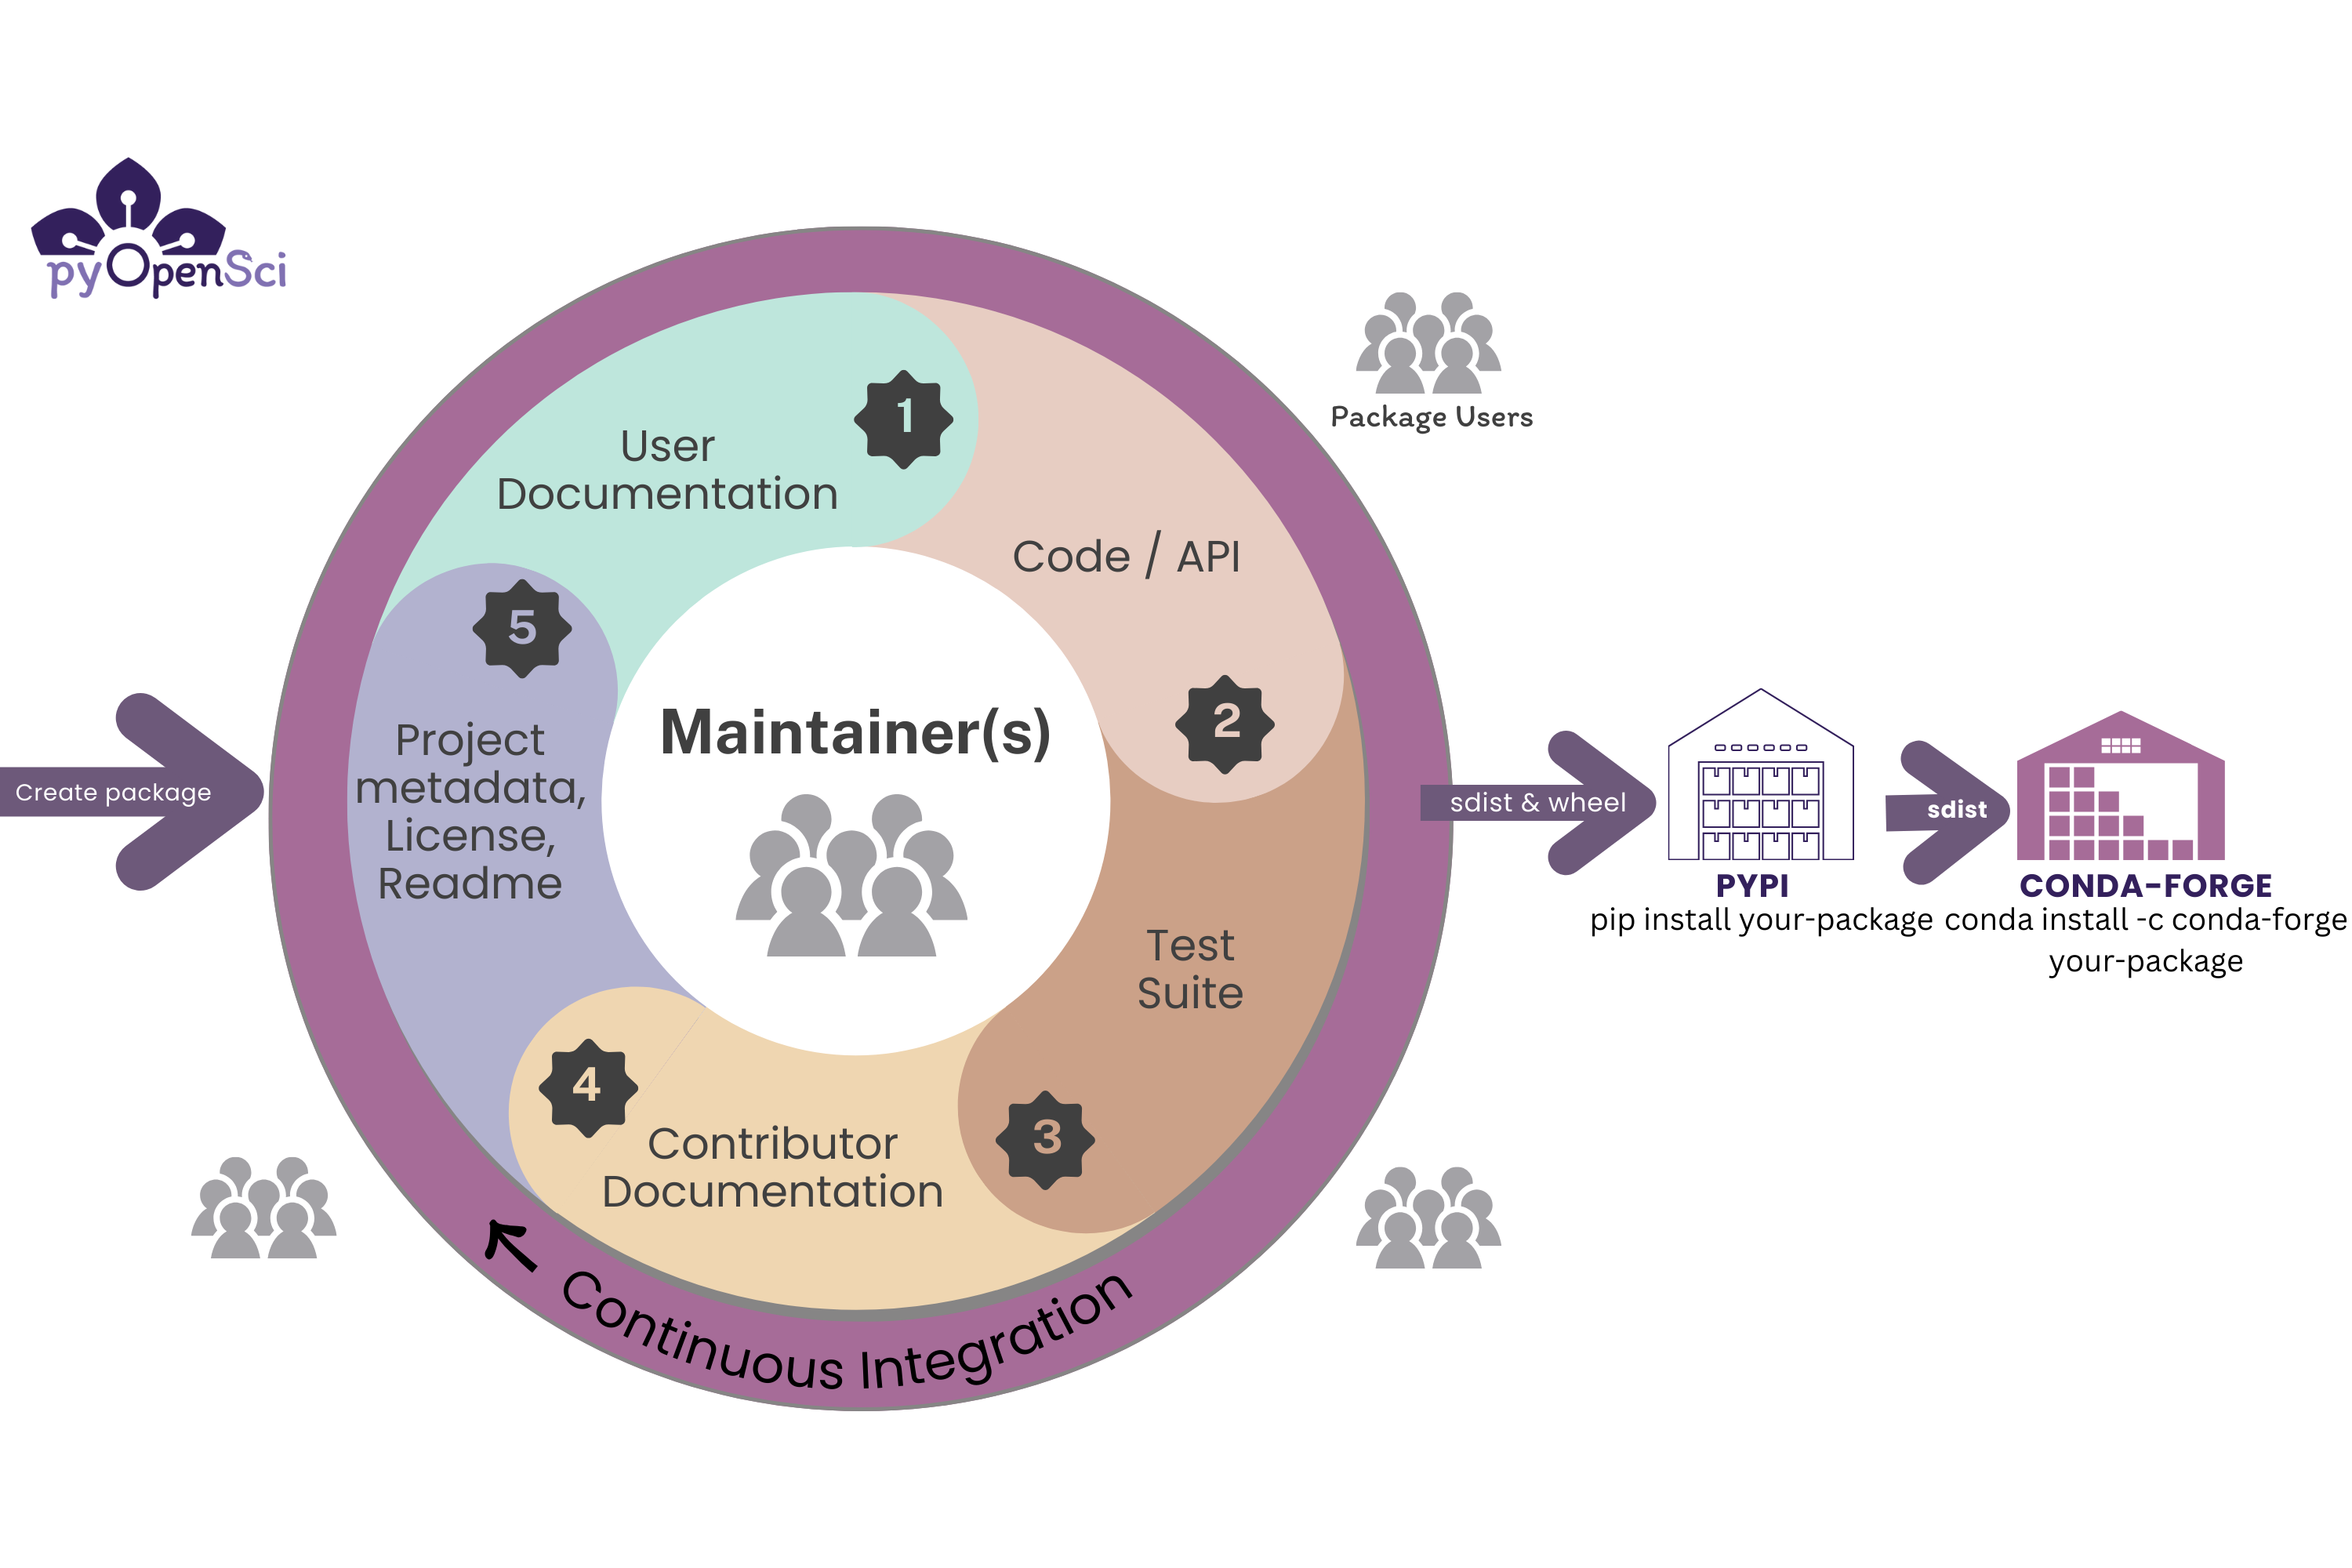 pyOpenSci
Package Users
1
User
Documentation
Code / API
5
2
Maintainer(s)
Project
metadata,
License,
Readme
Create package
sdist & wheel
sdist
PYPI
pip install your-package
CONDA-FORGE
conda install -c conda-forge
your-package
Test
Suite
4
3
Contributor
Documentation
Continuous Integration